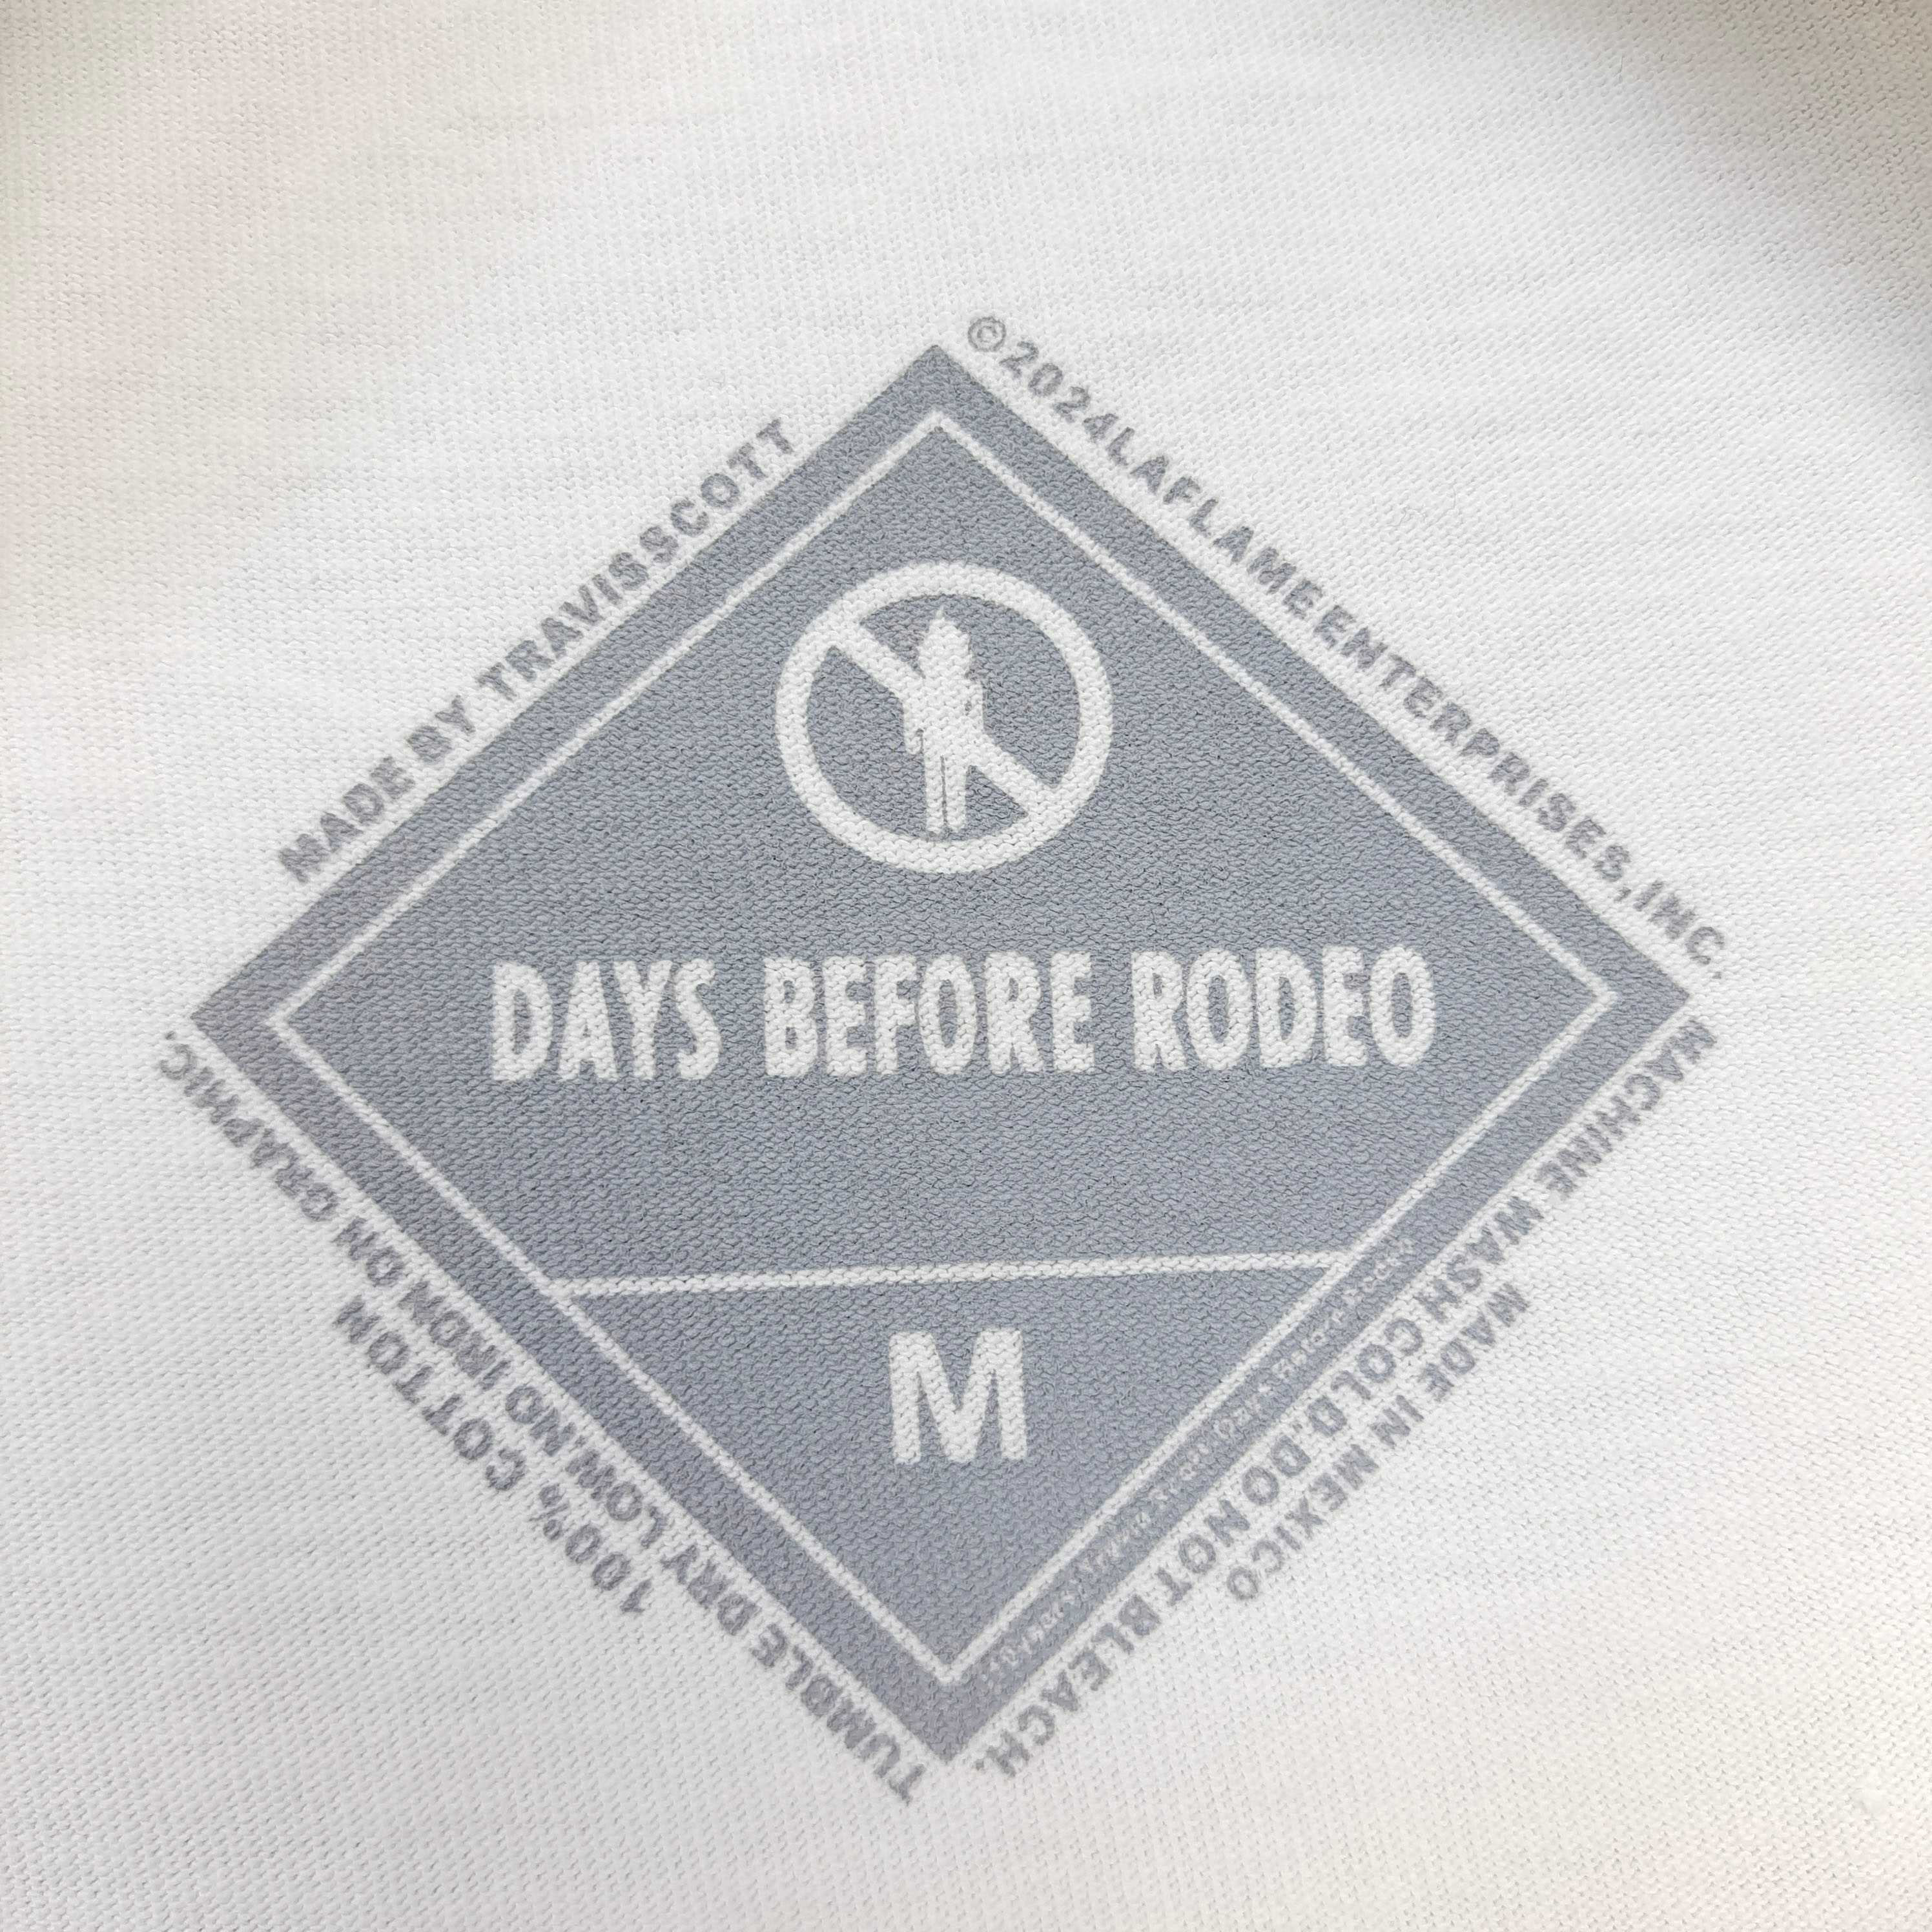 MADE BY TRAVISSCOTT
©2024LAFLAMEENTERPRISES,INC.
DAYS BEFORE RODEO
M
MACHINE WASH COLD.DO NOT BLEACH.
MADE IN MEXICO
TUMBLE DRY LOW.NO IRON ON GRAPHIC.
100% COTTON